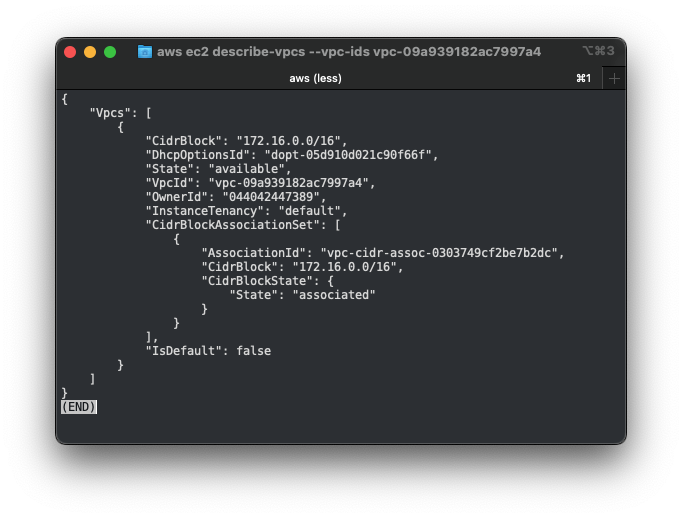 aws ec2 describe-vpcs --vpc-ids vpc-09a939182ac7997a4 ⌥⌘3
aws (less) ⌘1 +
{
    "Vpcs": [
        {
            "CidrBlock": "172.16.0.0/16",
            "DhcpOptionsId": "dopt-05d910d021c90f66f",
            "State": "available",
            "VpcId": "vpc-09a939182ac7997a4",
            "OwnerId": "044042447389",
            "InstanceTenancy": "default",
            "CidrBlockAssociationSet": [
                {
                    "AssociationId": "vpc-cidr-assoc-0303749cf2be7b2dc",
                    "CidrBlock": "172.16.0.0/16",
                    "CidrBlockState": {
                        "State": "associated"
                    }
                }
            ],
            "IsDefault": false
        }
    ]
}
(END)